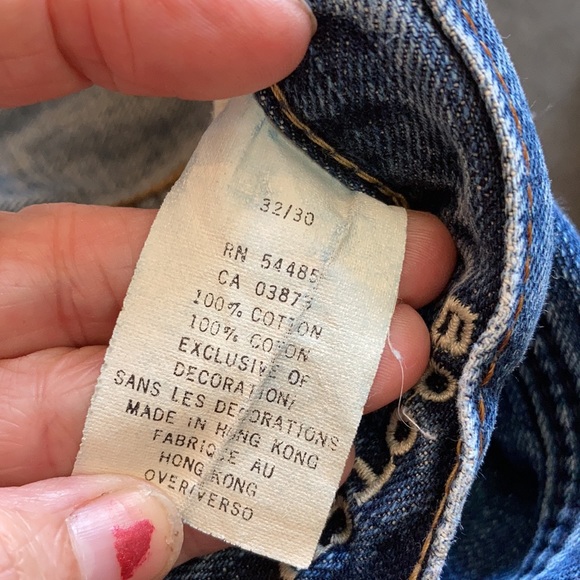 32/30
RN 54485
CA 03877
100% COTTON
100% COTON
EXCLUSIVE OF
DECORATION/
SANS LES DECORATIONS
MADE IN HONG KONG
FABRIQUE AU
HONG KONG
OVER/VERSO